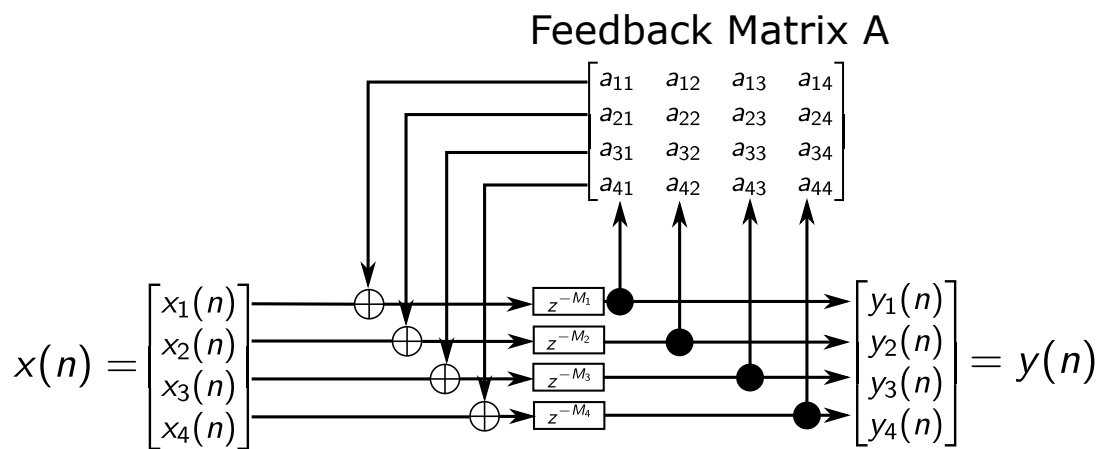 Feedback Matrix A
a₁₁ a₁₂ a₁₃ a₁₄
a₂₁ a₂₂ a₂₃ a₂₄
a₃₁ a₃₂ a₃₃ a₃₄
a₄₁ a₄₂ a₄₃ a₄₄
x(n) =
x₁(n)
x₂(n)
x₃(n)
x₄(n)
z^{-M₁}
z^{-M₂}
z^{-M₃}
z^{-M₄}
y₁(n)
y₂(n)
y₃(n)
y₄(n)
= y(n)